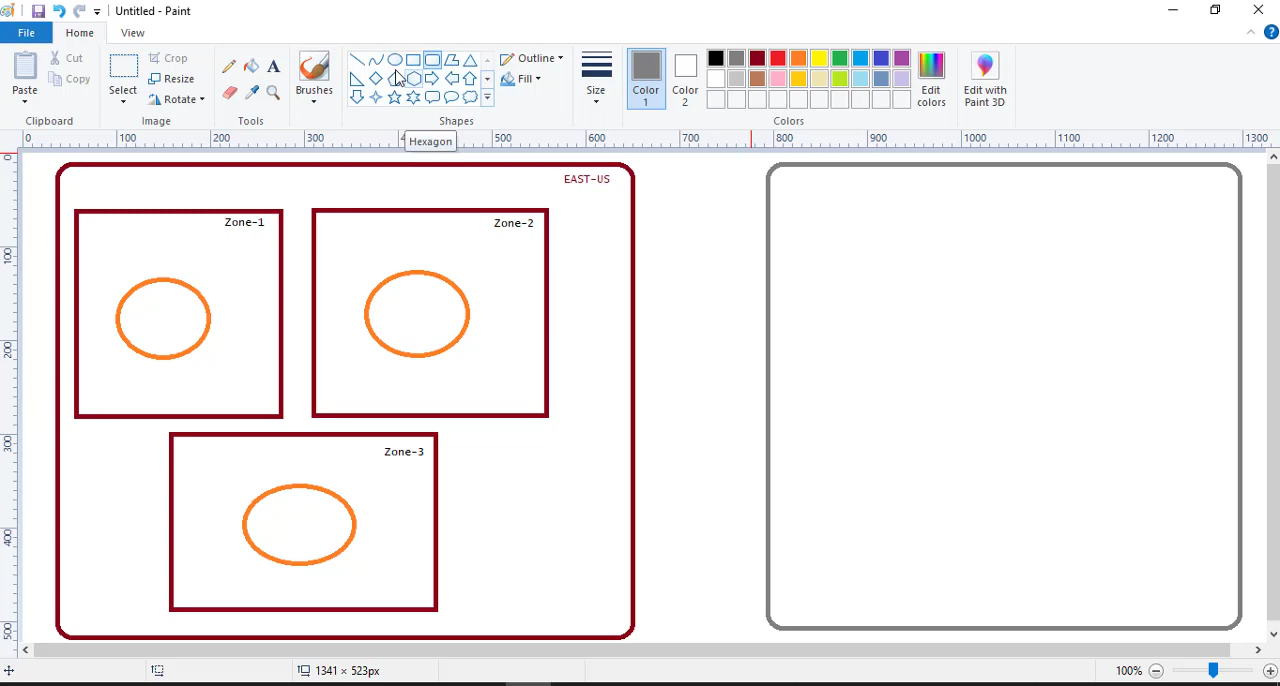 Untitled - Paint
File
Home
View
Paste
Cut
Copy
Clipboard
Select
Crop
Resize
Rotate
Image
A
Tools
Brushes
Outline
Fill
Shapes
Size
Color 1
Color 2
Edit colors
Colors
Edit with Paint 3D
Hexagon
0 100 200 300 4 500 600 700 800 900 1000 1100 1200 1300
0
100
200
300
400
500
EAST-US
Zone-1
Zone-2
Zone-3
1341 × 523px
100%